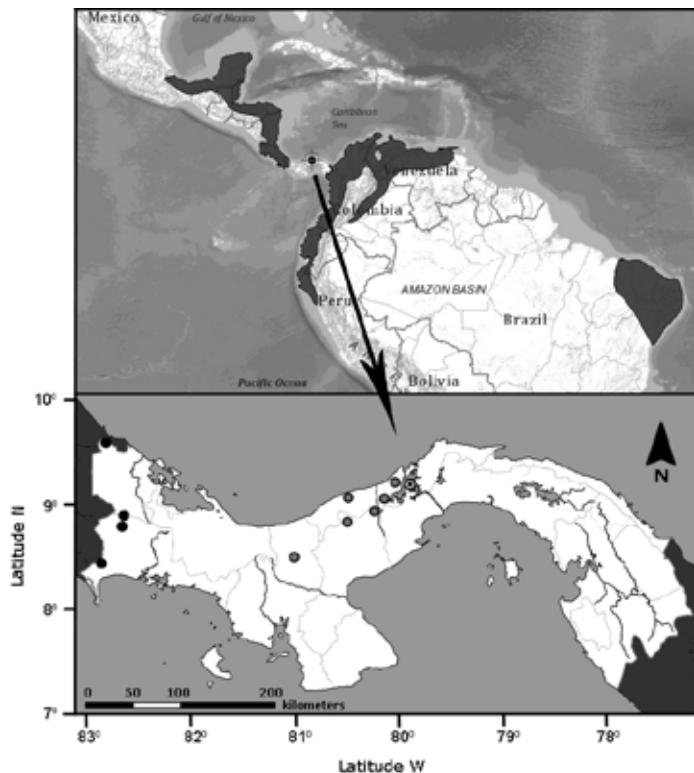 Mexico
Gulf of Mexico
Caribbean
Sea
Venezuela
Colombia
Peru
AMAZON BASIN
Brazil
Bolivia
Pacific Ocean
10°
9°
8°
7°
Latitude N
N
0 50 100 200
kilometers
83° 82° 81° 80° 79° 78°
Latitude W